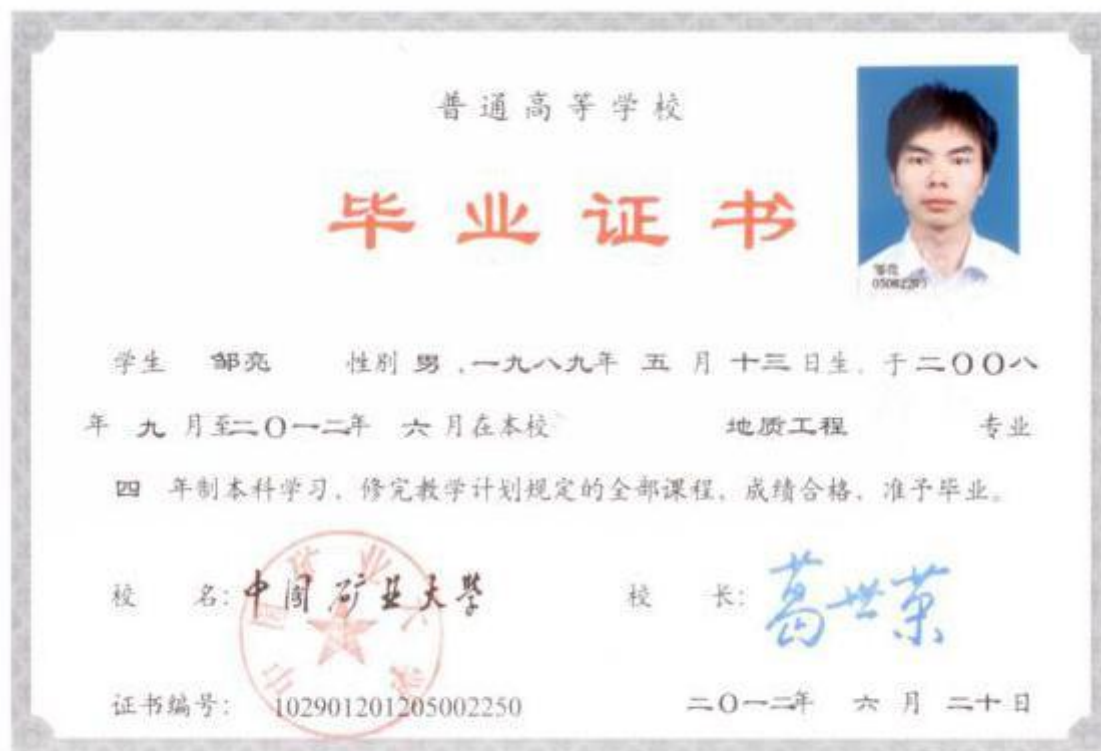 普通高等学校
毕业证书
邹亮
学生 邹亮 性别 男，一九八九年 五 月 十三 日生，于二〇〇八
年 九 月至二〇一二年 六 月在本校 地质工程 专业
四 年制本科学习，修完教学计划规定的全部课程，成绩合格，准予毕业。
校 名：中国矿业大学
校 长：葛世荣
证书编号： 102901201205002250
二〇一二年 六 月 二十日